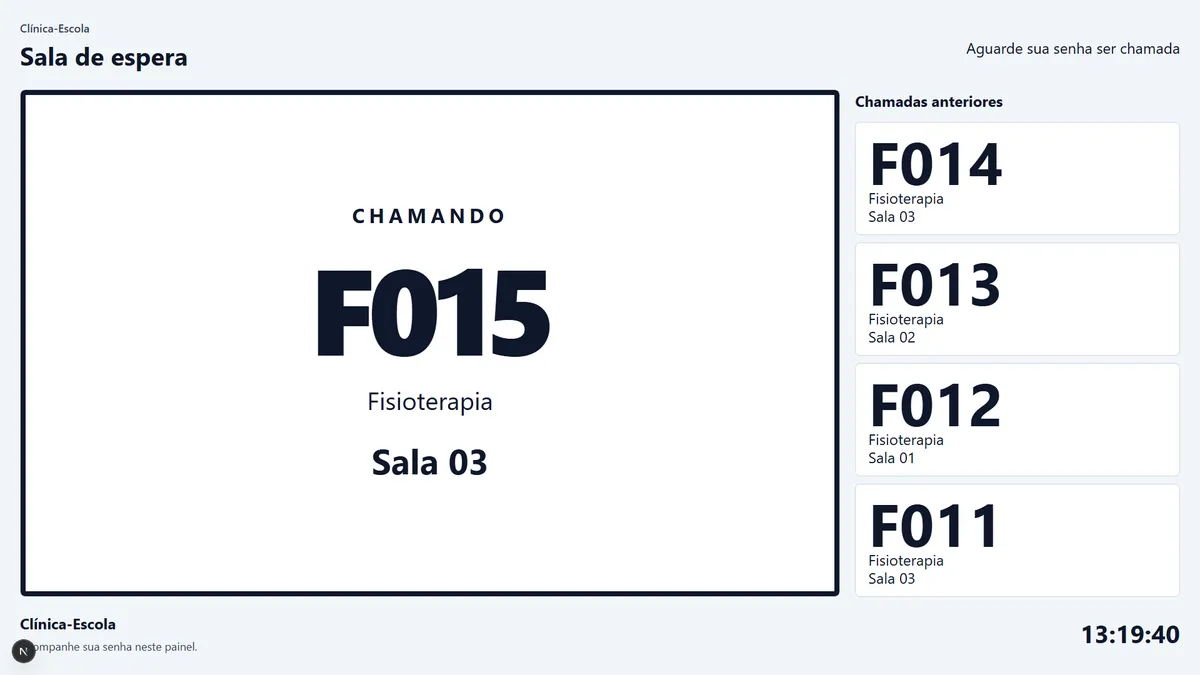 Clínica-Escola
Sala de espera
Aguarde sua senha ser chamada
CHAMANDO
F015
Fisioterapia
Sala 03
Chamadas anteriores
F014
Fisioterapia
Sala 03
F013
Fisioterapia
Sala 02
F012
Fisioterapia
Sala 01
F011
Fisioterapia
Sala 03
Clínica-Escola
N
ompanhe sua senha neste painel.
13:19:40